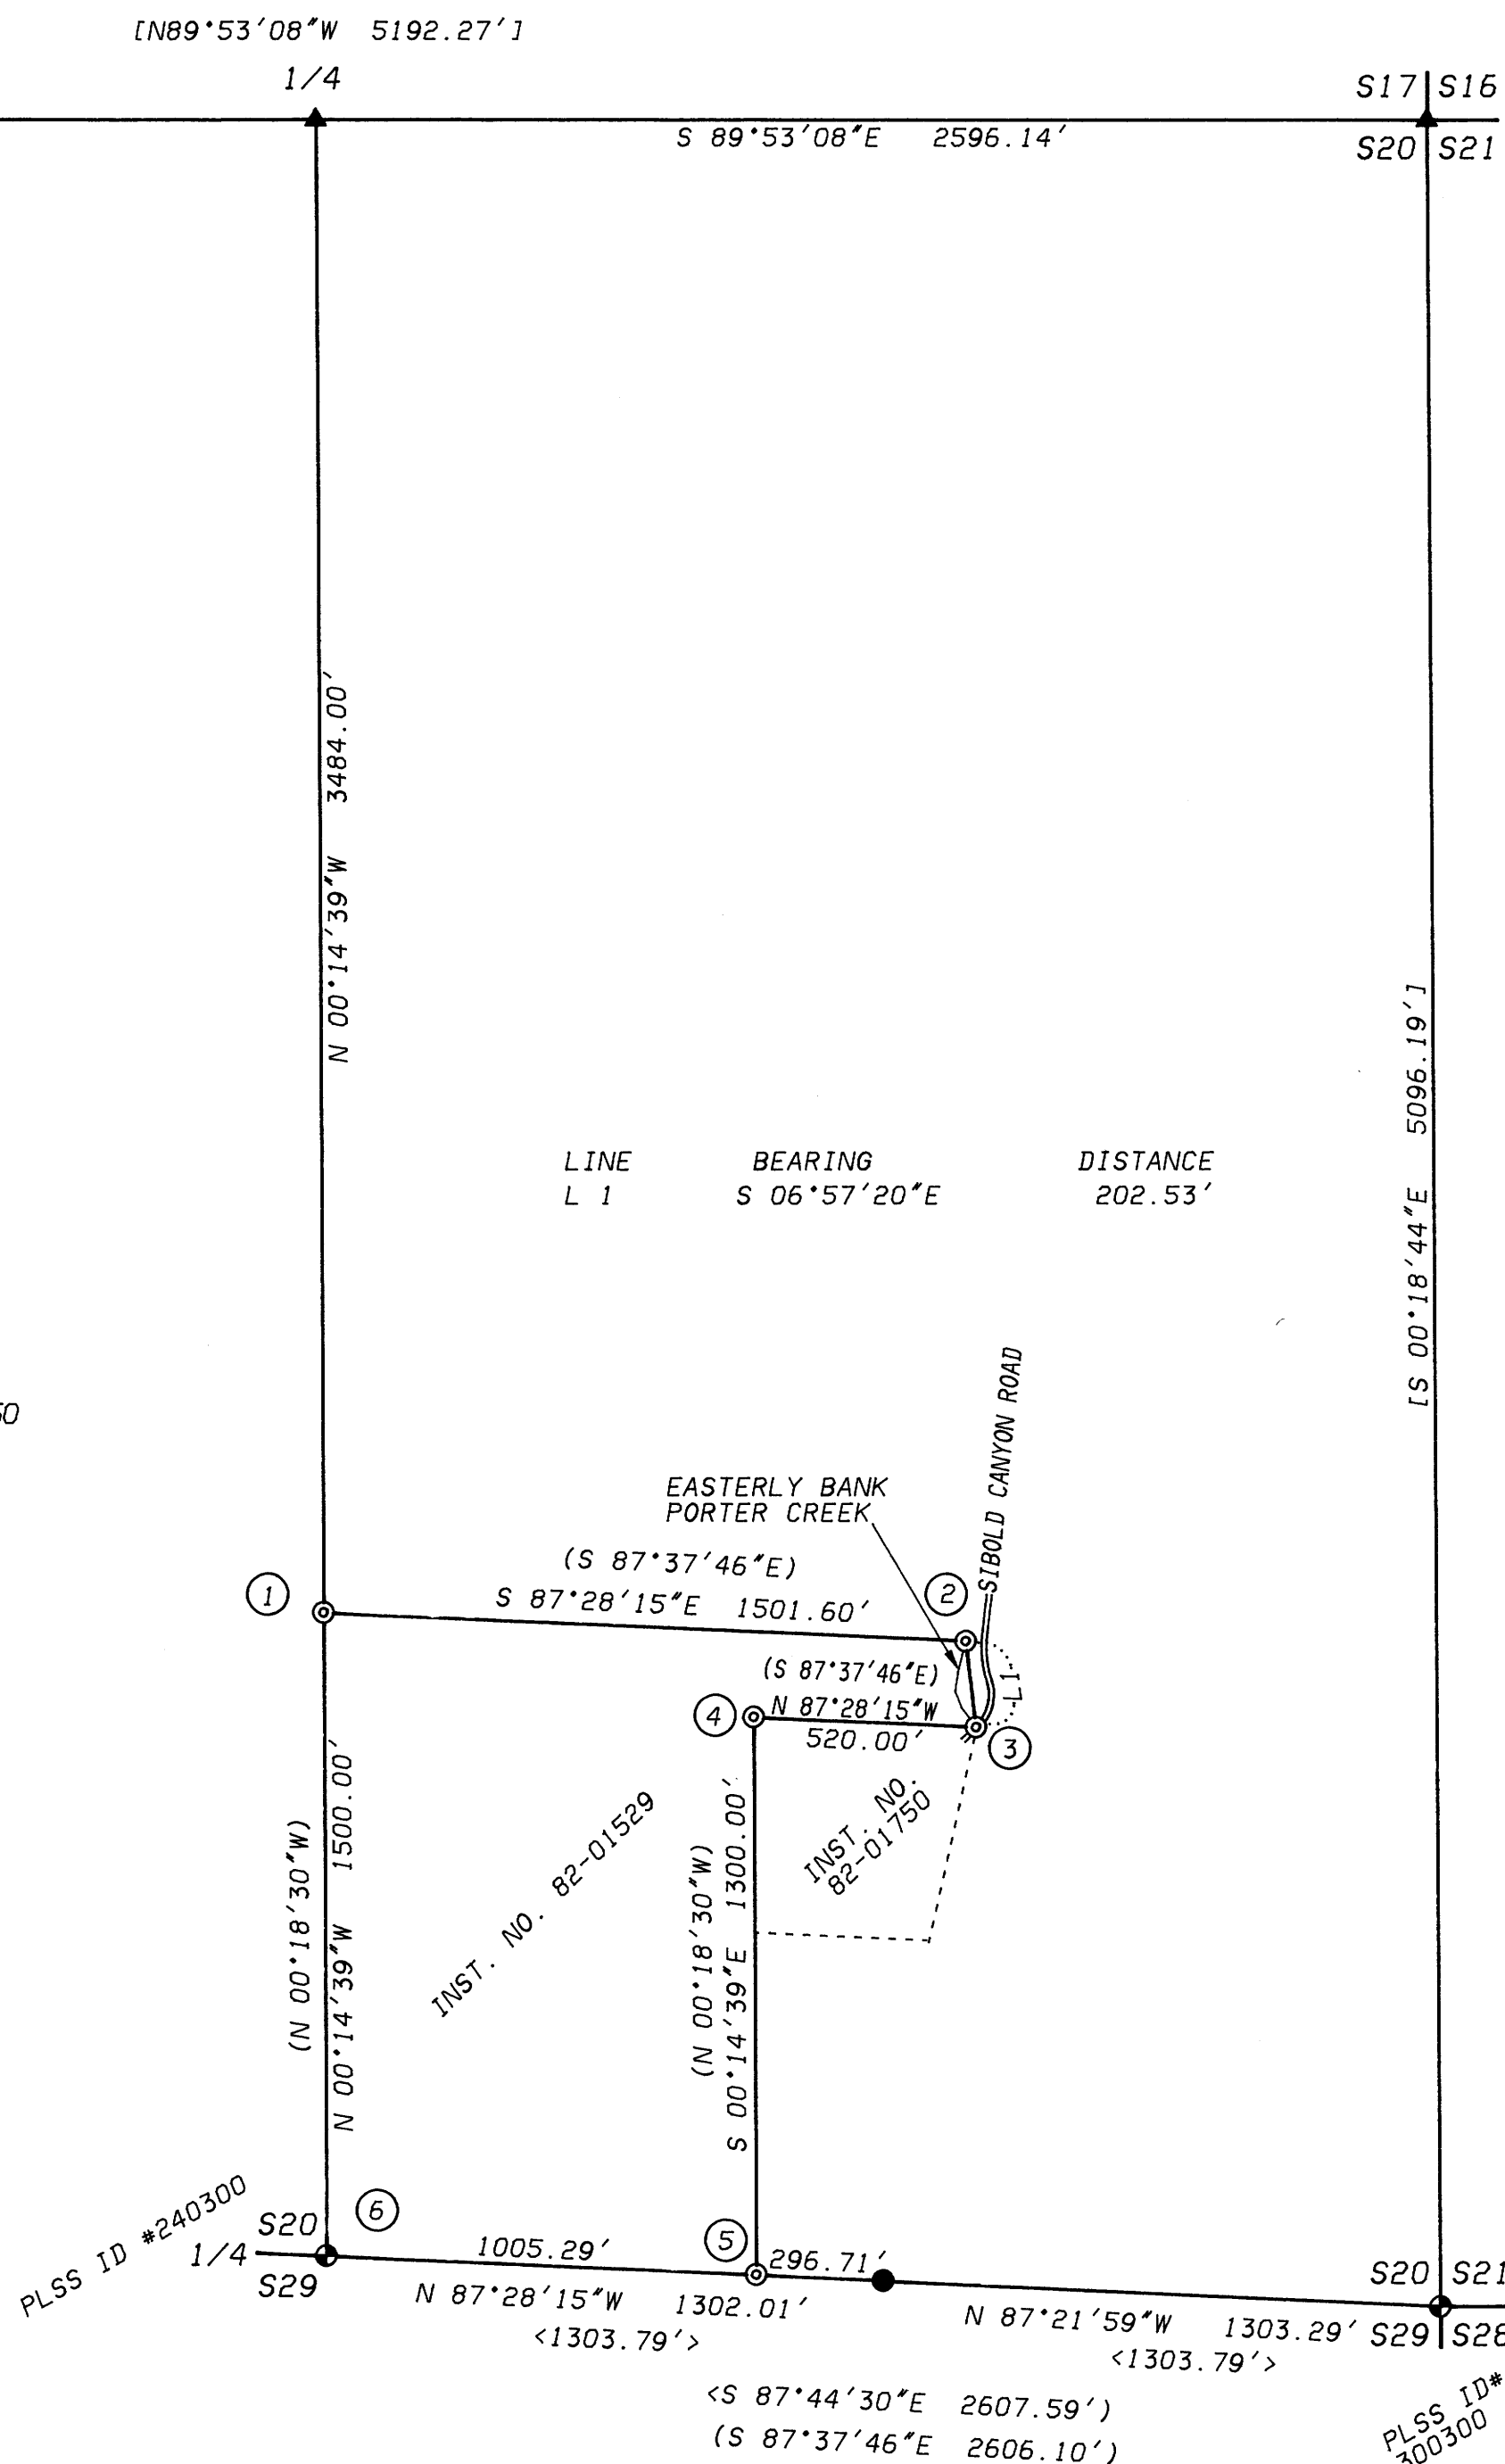 [N89°53'08"W 5192.27']
1/4
S17 S16
S 89°53'08"E 2596.14'
S20 S21
N 00°14'39"W 3484.00'
[S 00°18'44"E 5096.19']
LINE BEARING DISTANCE
L 1 S 06°57'20"E 202.53'
SIBOLD CANYON ROAD
EASTERLY BANK
PORTER CREEK
(S 87°37'46"E)
S 87°28'15"E 1501.60'
1
2
L-1
(S 87°37'46"E)
N 87°28'15"W
520.00'
4
3
INST. NO.
82-01750
INST. NO. 82-01529
(N 00°18'30"W)
N 00°14'39"W 1500.00'
(N 00°18'30"W)
S 00°14'39"E 1300.00'
PLSS ID #240300
S20
1/4
S29
6
5
1005.29'
296.71'
N 87°28'15"W 1302.01'
<1303.79'>
N 87°21'59"W 1303.29'
<1303.79'>
S20 S21
S29 S28
<S 87°44'30"E 2607.59')
(S 87°37'46"E 2606.10')
PLSS ID#
300300